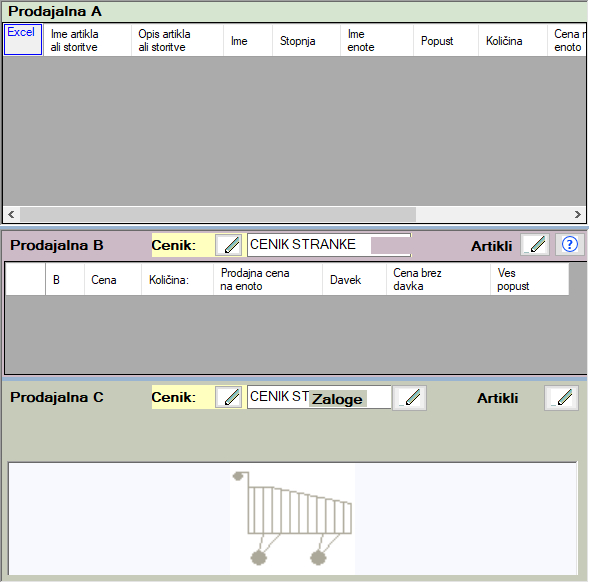 Prodajalna A
Excel
Ime artikla
ali storitve
Opis artikla
ali storitve
Ime
Stopnja
Ime
enote
Popust
Količina
Cena
enoto
Prodajalna B
Cenik:
CENIK STRANKE
Artikli
?
B
Cena
Količina:
Prodajna cena
na enoto
Davek
Cena brez
davka
Ves
popust
Prodajalna C
Cenik:
CENIK ST
Zaloge
Artikli